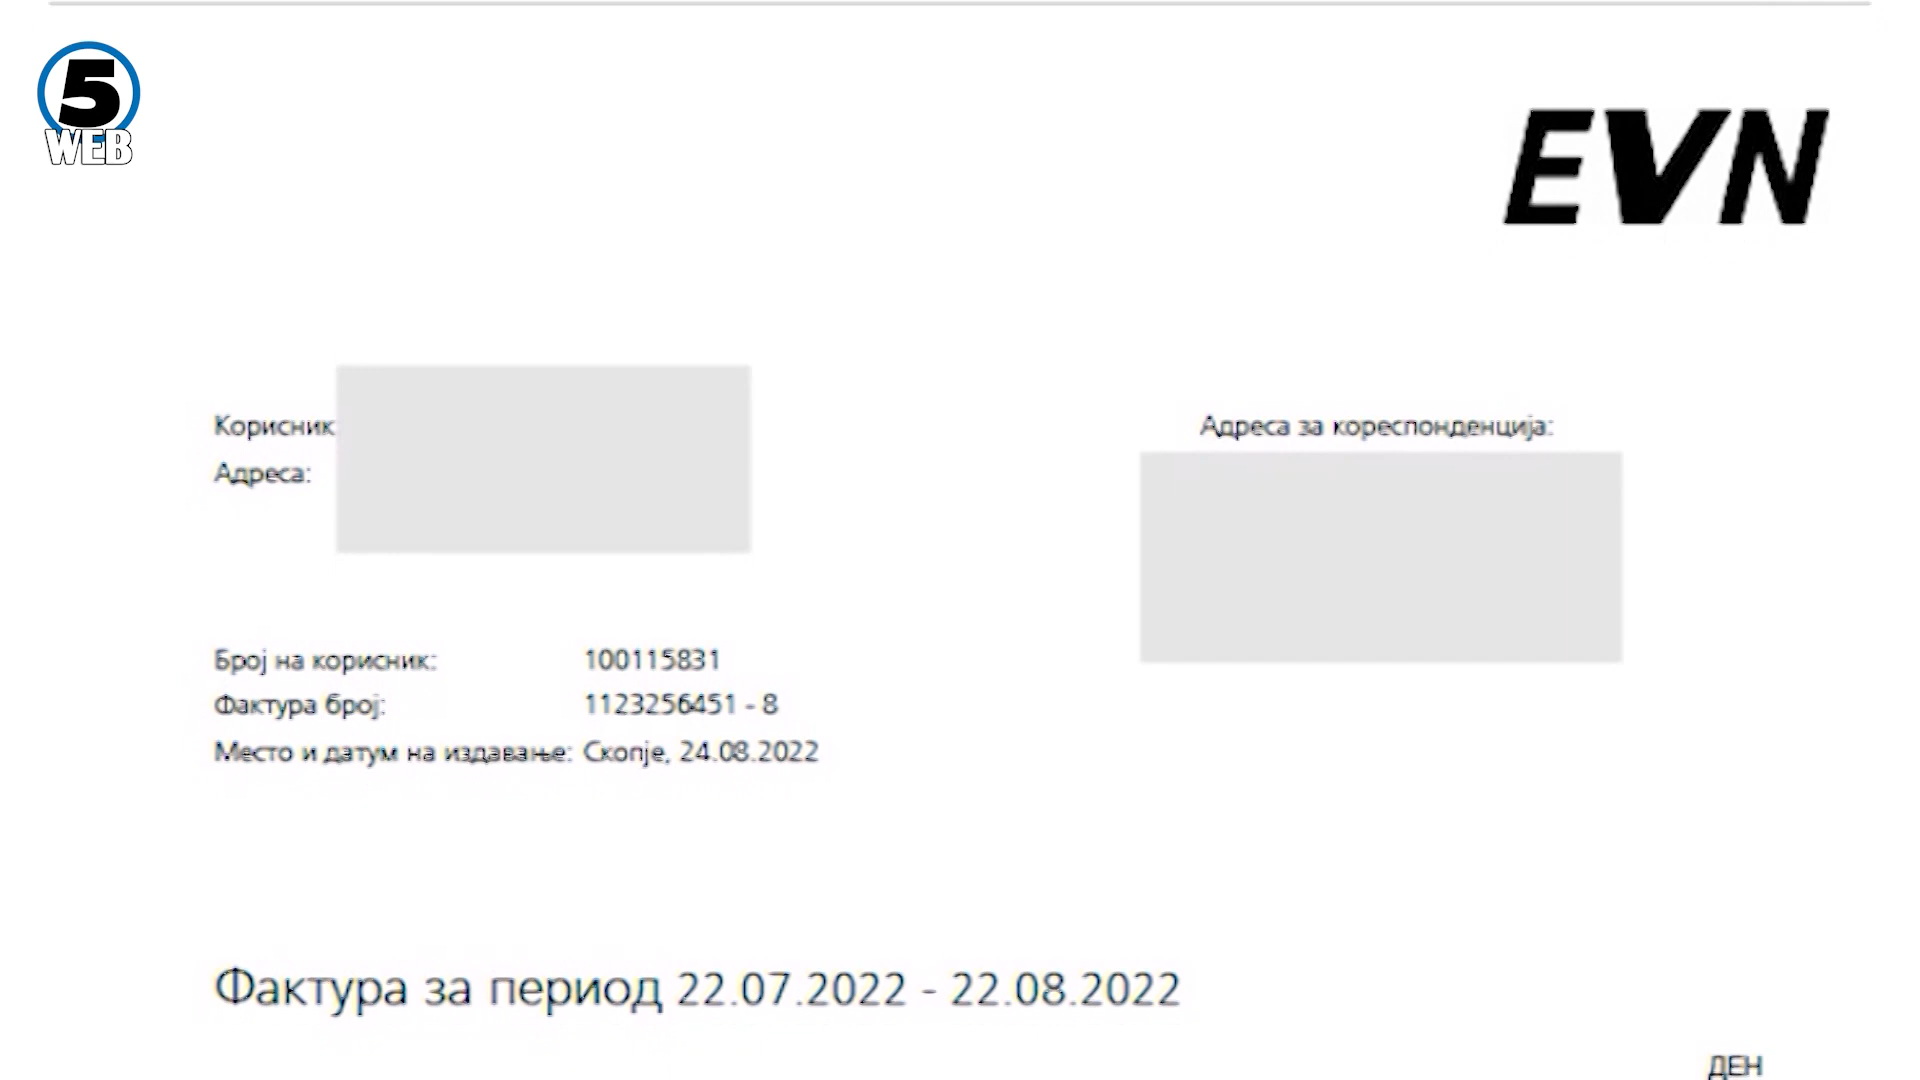 5
WEB
EVN
Корисник
Адреса:
Адреса за кореспонденција:
Број на корисник: 100115831
Фактура број: 1123256451 - 8
Место и датум на издавање: Скопје, 24.08.2022
Фактура за период 22.07.2022 - 22.08.2022
ДЕН